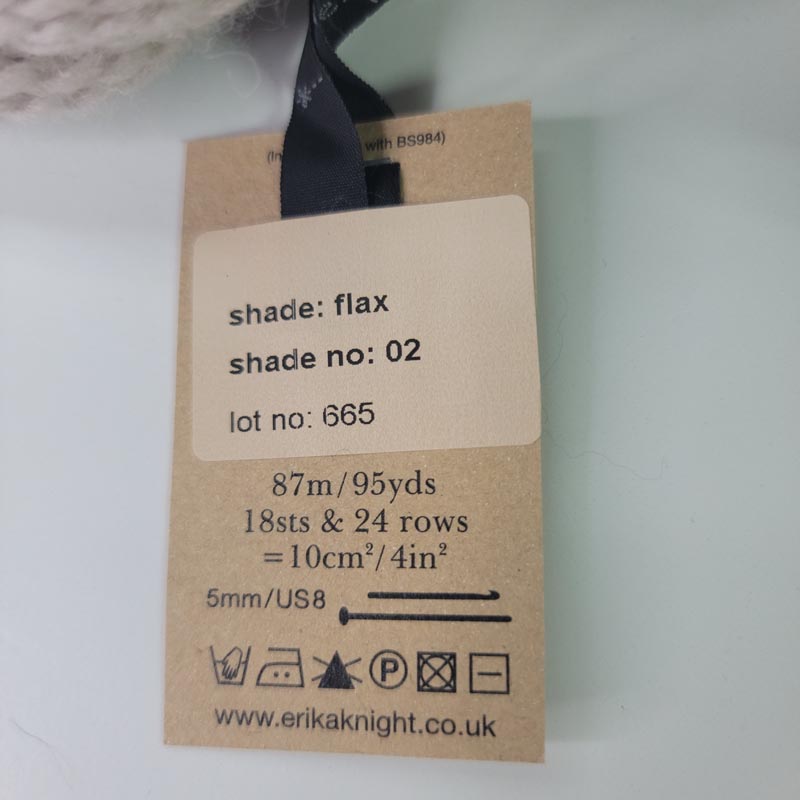 with BS984)
shade: flax
shade no: 02
lot no: 665
87m/95yds
18sts & 24 rows
=10cm²/4in²
5mm/US8
P
www.erikaknight.co.uk